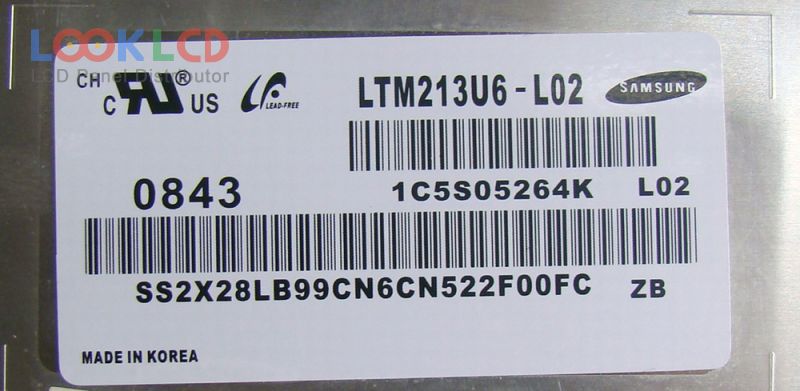 LOOKLCD
LCD Panel Distributor
CH
C RU® US
LEAD-FREE
LTM213U6-L02
SAMSUNG
0843
1C5S05264K L02
SS2X28LB99CN6CN522F00FC ZB
MADE IN KOREA